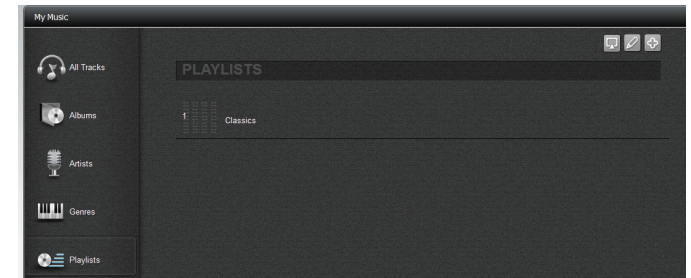 My Music
All Tracks
Albums
Artists
Genres
Playlists
PLAYLISTS
1 Classics